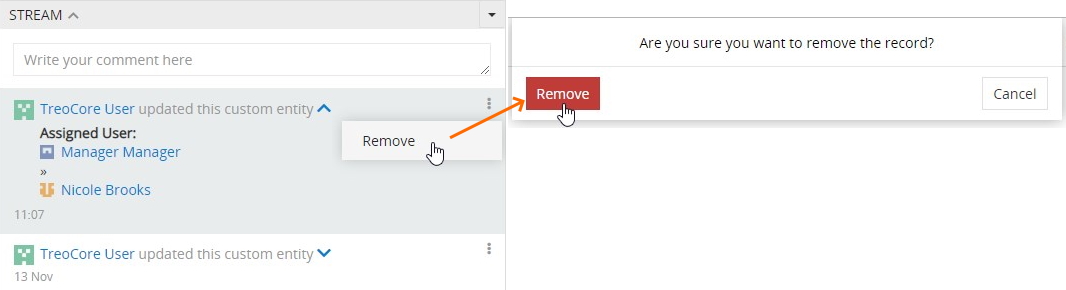 STREAM
Write your comment here
TreoCore User updated this custom entity
Assigned User:
Manager Manager
»
Nicole Brooks
11:07
Remove
TreoCore User updated this custom entity
13 Nov
Are you sure you want to remove the record?
Remove
Cancel